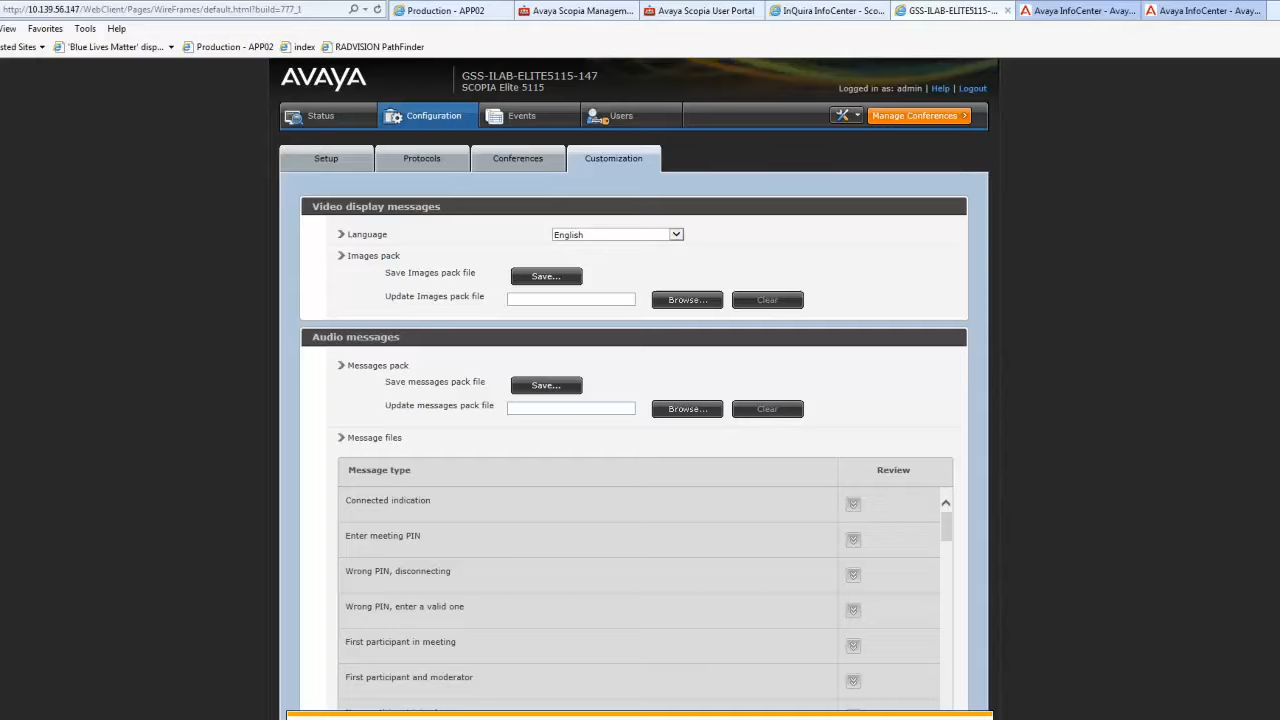 http://10.139.56.147/WebClient/Pages/WireFrames/default.html?build=777_1
Production - APP02
Avaya Scopia Managem...
Avaya Scopia User Portal
InQuira InfoCenter - Sco...
GSS-ILAB-ELITE5115-...
Avaya InfoCenter - Avay...
Avaya InfoCenter - Avay...
View Favorites Tools Help
sted Sites 'Blue Lives Matter' disp... Production - APP02 index RADVISION PathFinder
AVAYA
GSS-ILAB-ELITE5115-147
SCOPIA Elite 5115
Logged in as: admin | Help | Logout
Status Configuration Events Users Manage Conferences
Setup Protocols Conferences Customization
Video display messages
Language English
Images pack
Save Images pack file Save...
Update Images pack file Browse... Clear
Audio messages
Messages pack
Save messages pack file Save...
Update messages pack file Browse... Clear
Message files
Message type Review
Connected indication
Enter meeting PIN
Wrong PIN, disconnecting
Wrong PIN, enter a valid one
First participant in meeting
First participant and moderator